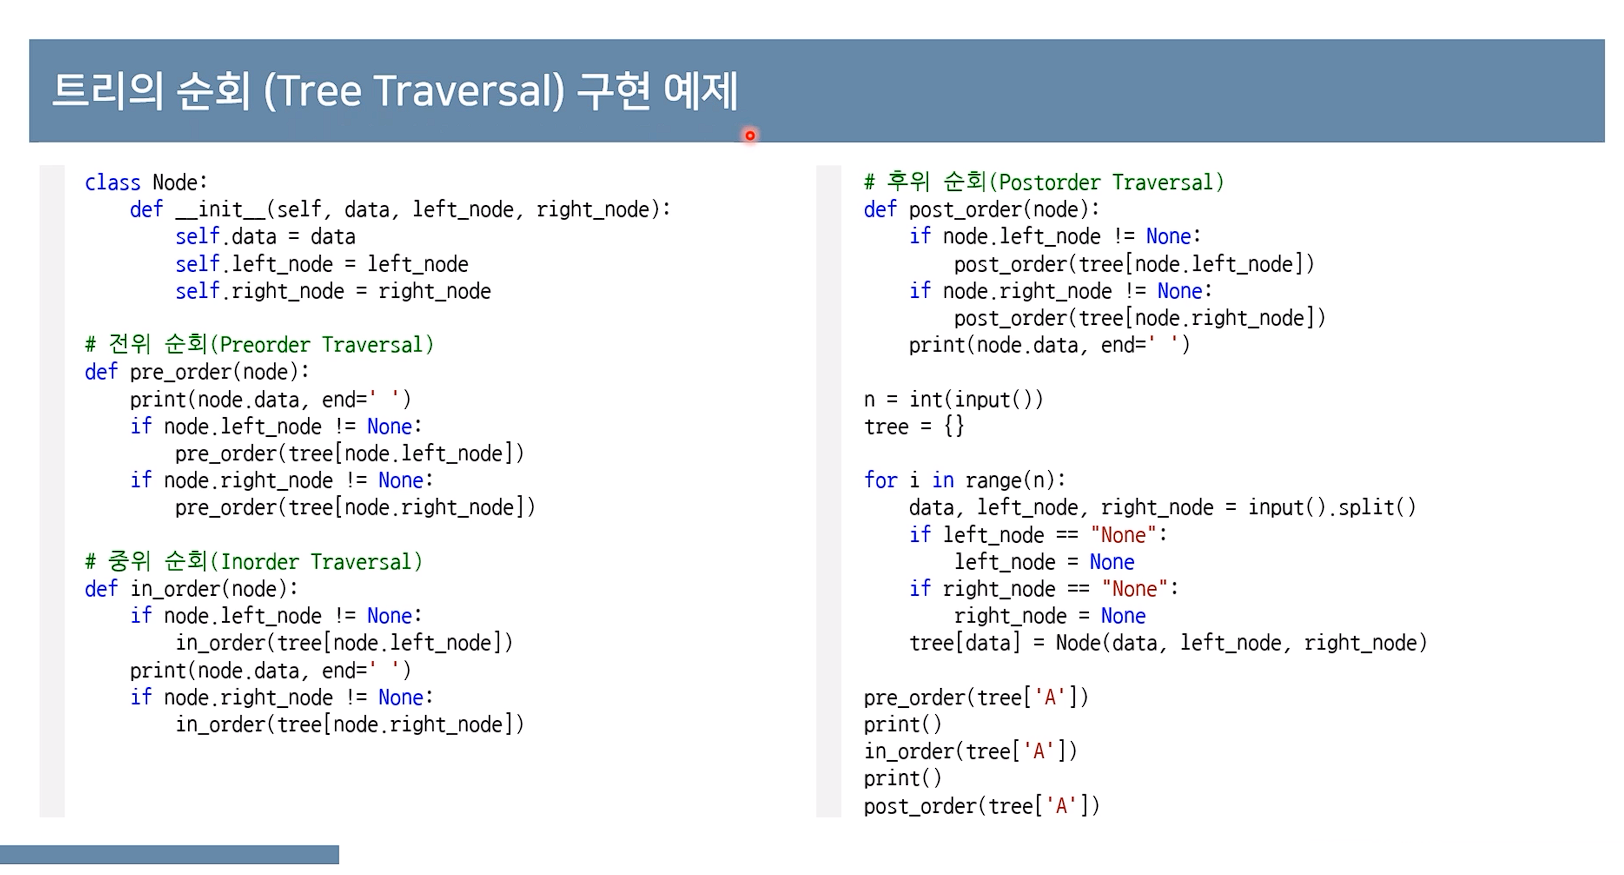 트리의 순회 (Tree Traversal) 구현 예제
class Node:
    def __init__(self, data, left_node, right_node):
        self.data = data
        self.left_node = left_node
        self.right_node = right_node
# 전위 순회(Preorder Traversal)
def pre_order(node):
    print(node.data, end=' ')
    if node.left_node != None:
        pre_order(tree[node.left_node])
    if node.right_node != None:
        pre_order(tree[node.right_node])
# 중위 순회(Inorder Traversal)
def in_order(node):
    if node.left_node != None:
        in_order(tree[node.left_node])
    print(node.data, end=' ')
    if node.right_node != None:
        in_order(tree[node.right_node])
# 후위 순회(Postorder Traversal)
def post_order(node):
    if node.left_node != None:
        post_order(tree[node.left_node])
    if node.right_node != None:
        post_order(tree[node.right_node])
    print(node.data, end=' ')
n = int(input())
tree = {}
for i in range(n):
    data, left_node, right_node = input().split()
    if left_node == "None":
        left_node = None
    if right_node == "None":
        right_node = None
    tree[data] = Node(data, left_node, right_node)
pre_order(tree['A'])
print()
in_order(tree['A'])
print()
post_order(tree['A'])